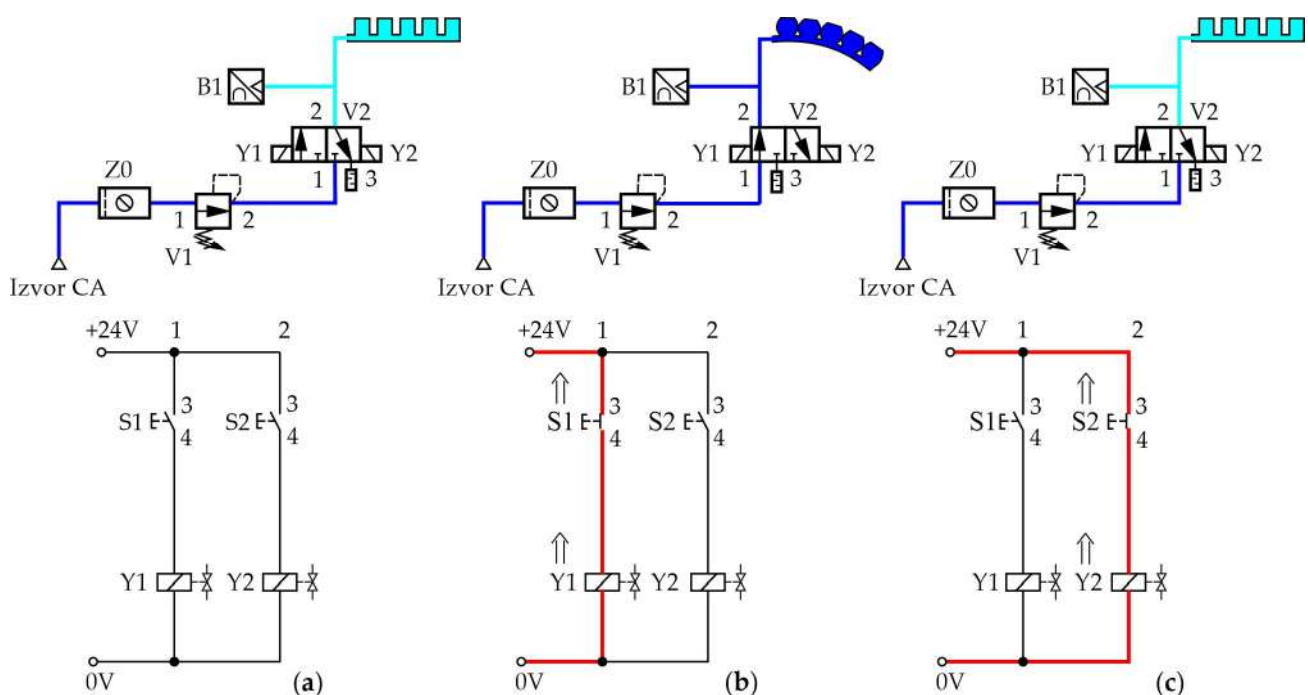 B1
2 V2
Y1 Y2
Z0
1 3
1 2
V1
Izvor CA
+24V 1 2
S1 3
4
S2 3
4
Y1 Y2
0V
(a)
B1
2 V2
Y1 Y2
Z0
1 3
1 2
V1
Izvor CA
+24V 1 2
S1 3
4
S2 3
4
Y1 Y2
0V
(b)
B1
2 V2
Y1 Y2
Z0
1 3
1 2
V1
Izvor CA
+24V 1 2
S1 3
4
S2 3
4
Y1 Y2
0V
(c)